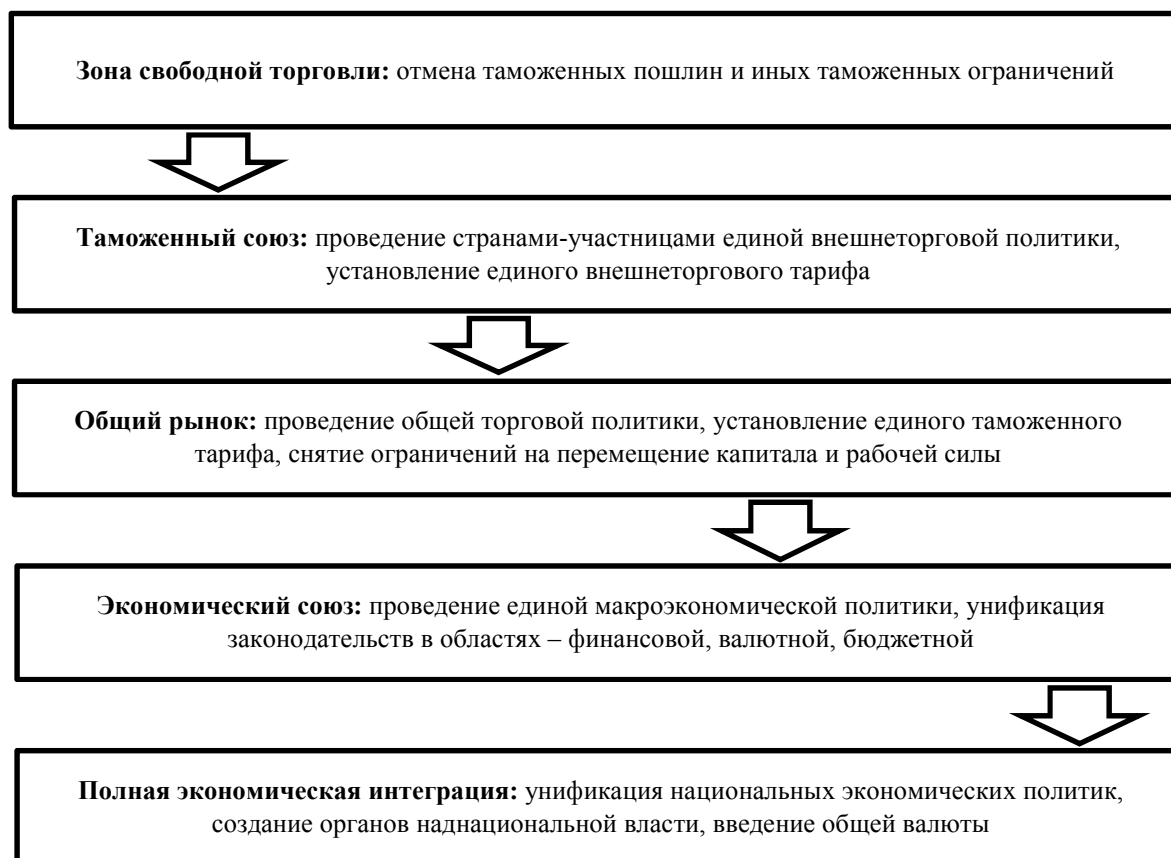 Зона свободной торговли: отмена таможенных пошлин и иных таможенных ограничений
Таможенный союз: проведение странами-участницами единой внешнеторговой политики,
установление единого внешнеторгового тарифа
Общий рынок: проведение общей торговой политики, установление единого таможенного
тарифа, снятие ограничений на перемещение капитала и рабочей силы
Экономический союз: проведение единой макроэкономической политики, унификация
законодательств в областях – финансовой, валютной, бюджетной
Полная экономическая интеграция: унификация национальных экономических политик,
создание органов наднациональной власти, введение общей валюты